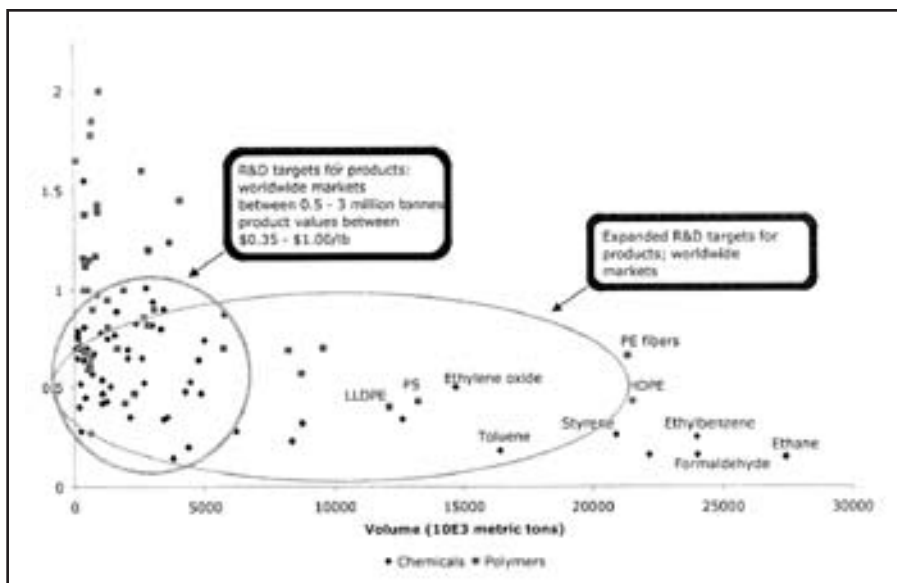 2
R&D targets for products:
worldwide markets
between 0.5 - 3 million tonnes
product values between
$0.35 - $1.00/lb
1.5
Expanded R&D targets for
products; worldwide
markets
1
PE fibers
0.5
LLDPE
PS
Ethylene oxide
HDPE
Toluene
Styrene
Ethylbenzene
Ethane
Formaldehyde
0
0
5000
10000
15000
20000
25000
30000
Volume (10E3 metric tons)
Chemicals
Polymers